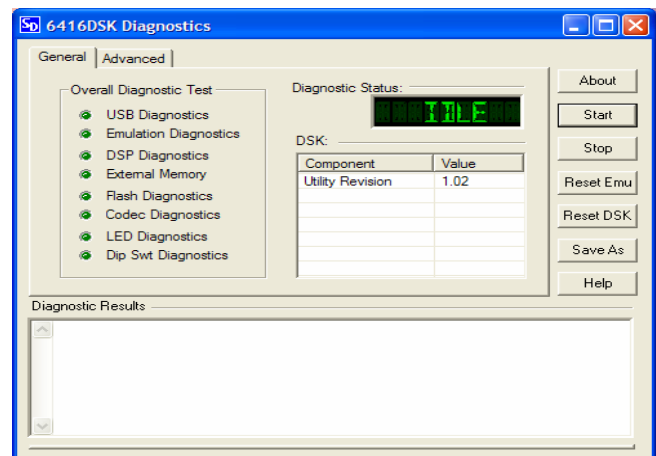 SD 6416DSK Diagnostics
General Advanced
Overall Diagnostic Test
USB Diagnostics
Emulation Diagnostics
DSP Diagnostics
External Memory
Flash Diagnostics
Codec Diagnostics
LED Diagnostics
Dip Swt Diagnostics
Diagnostic Status:
IDLE
DSK:
Component Value
Utility Revision 1.02
About
Start
Stop
Reset Emu
Reset DSK
Save As
Help
Diagnostic Results